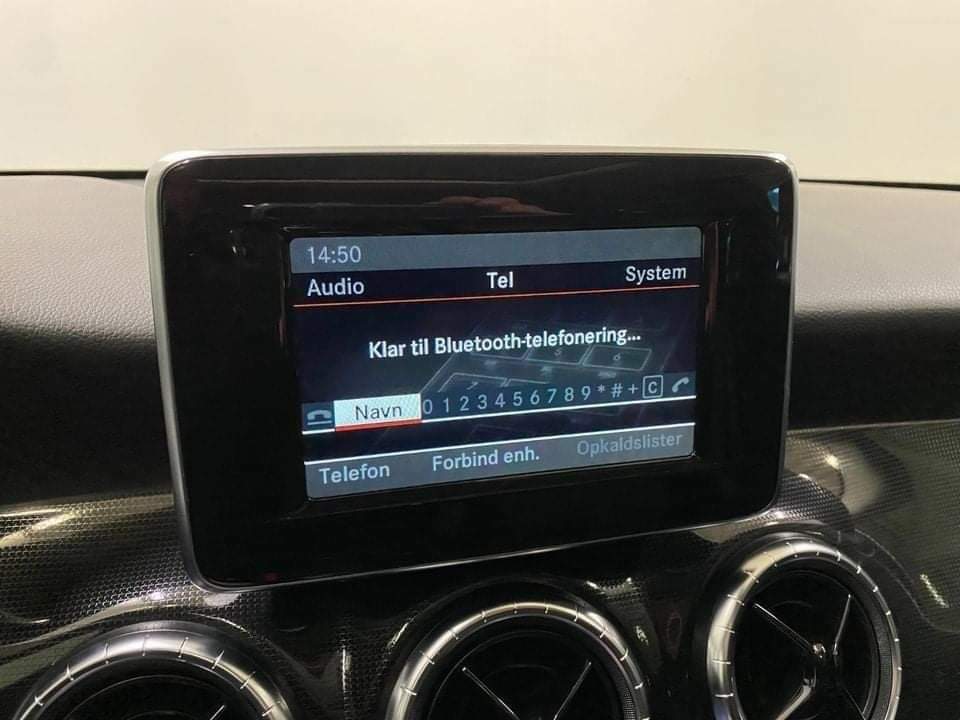 14:50
Audio Tel System
Klar til Bluetooth-telefonering...
Navn 0 1 2 3 4 5 6 7 8 9 * # + C
Telefon Forbind enh. Opkaldslister